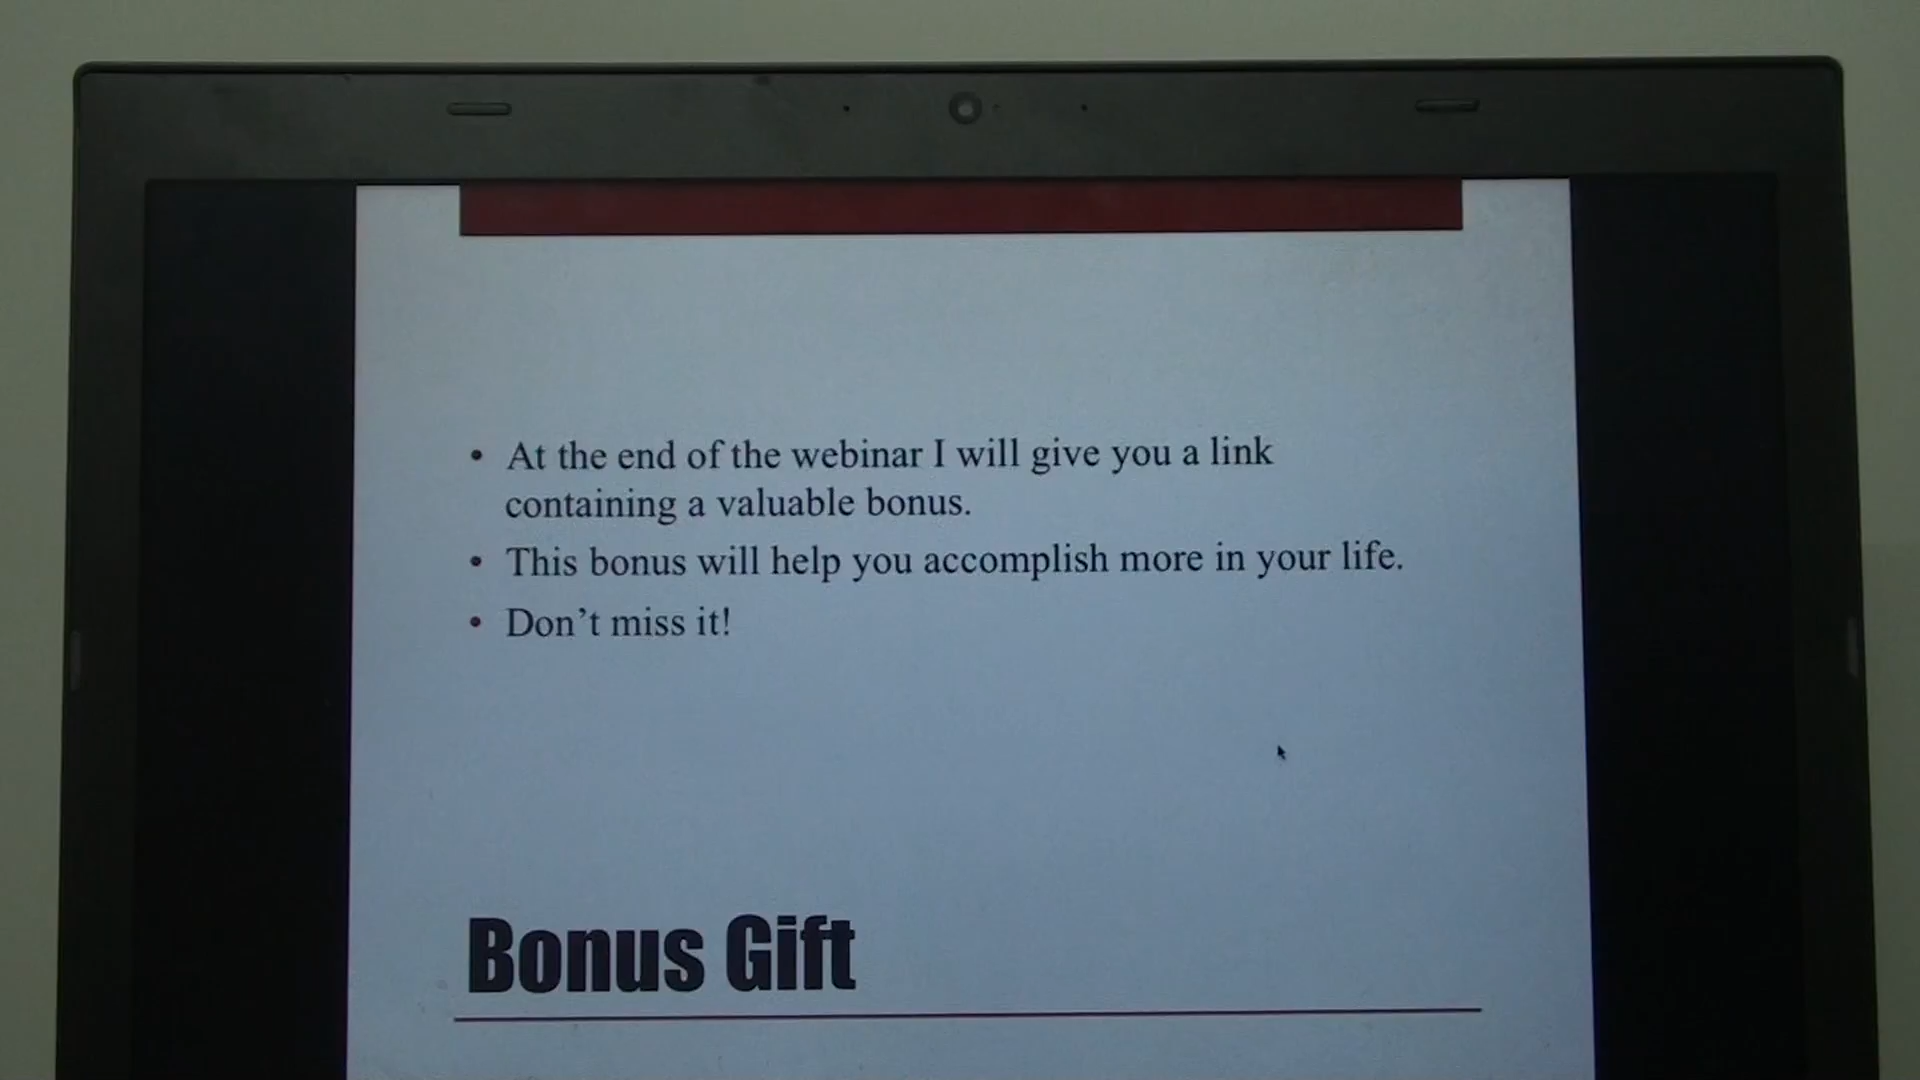 • At the end of the webinar I will give you a link
containing a valuable bonus.
• This bonus will help you accomplish more in your life.
• Don’t miss it!
Bonus Gift